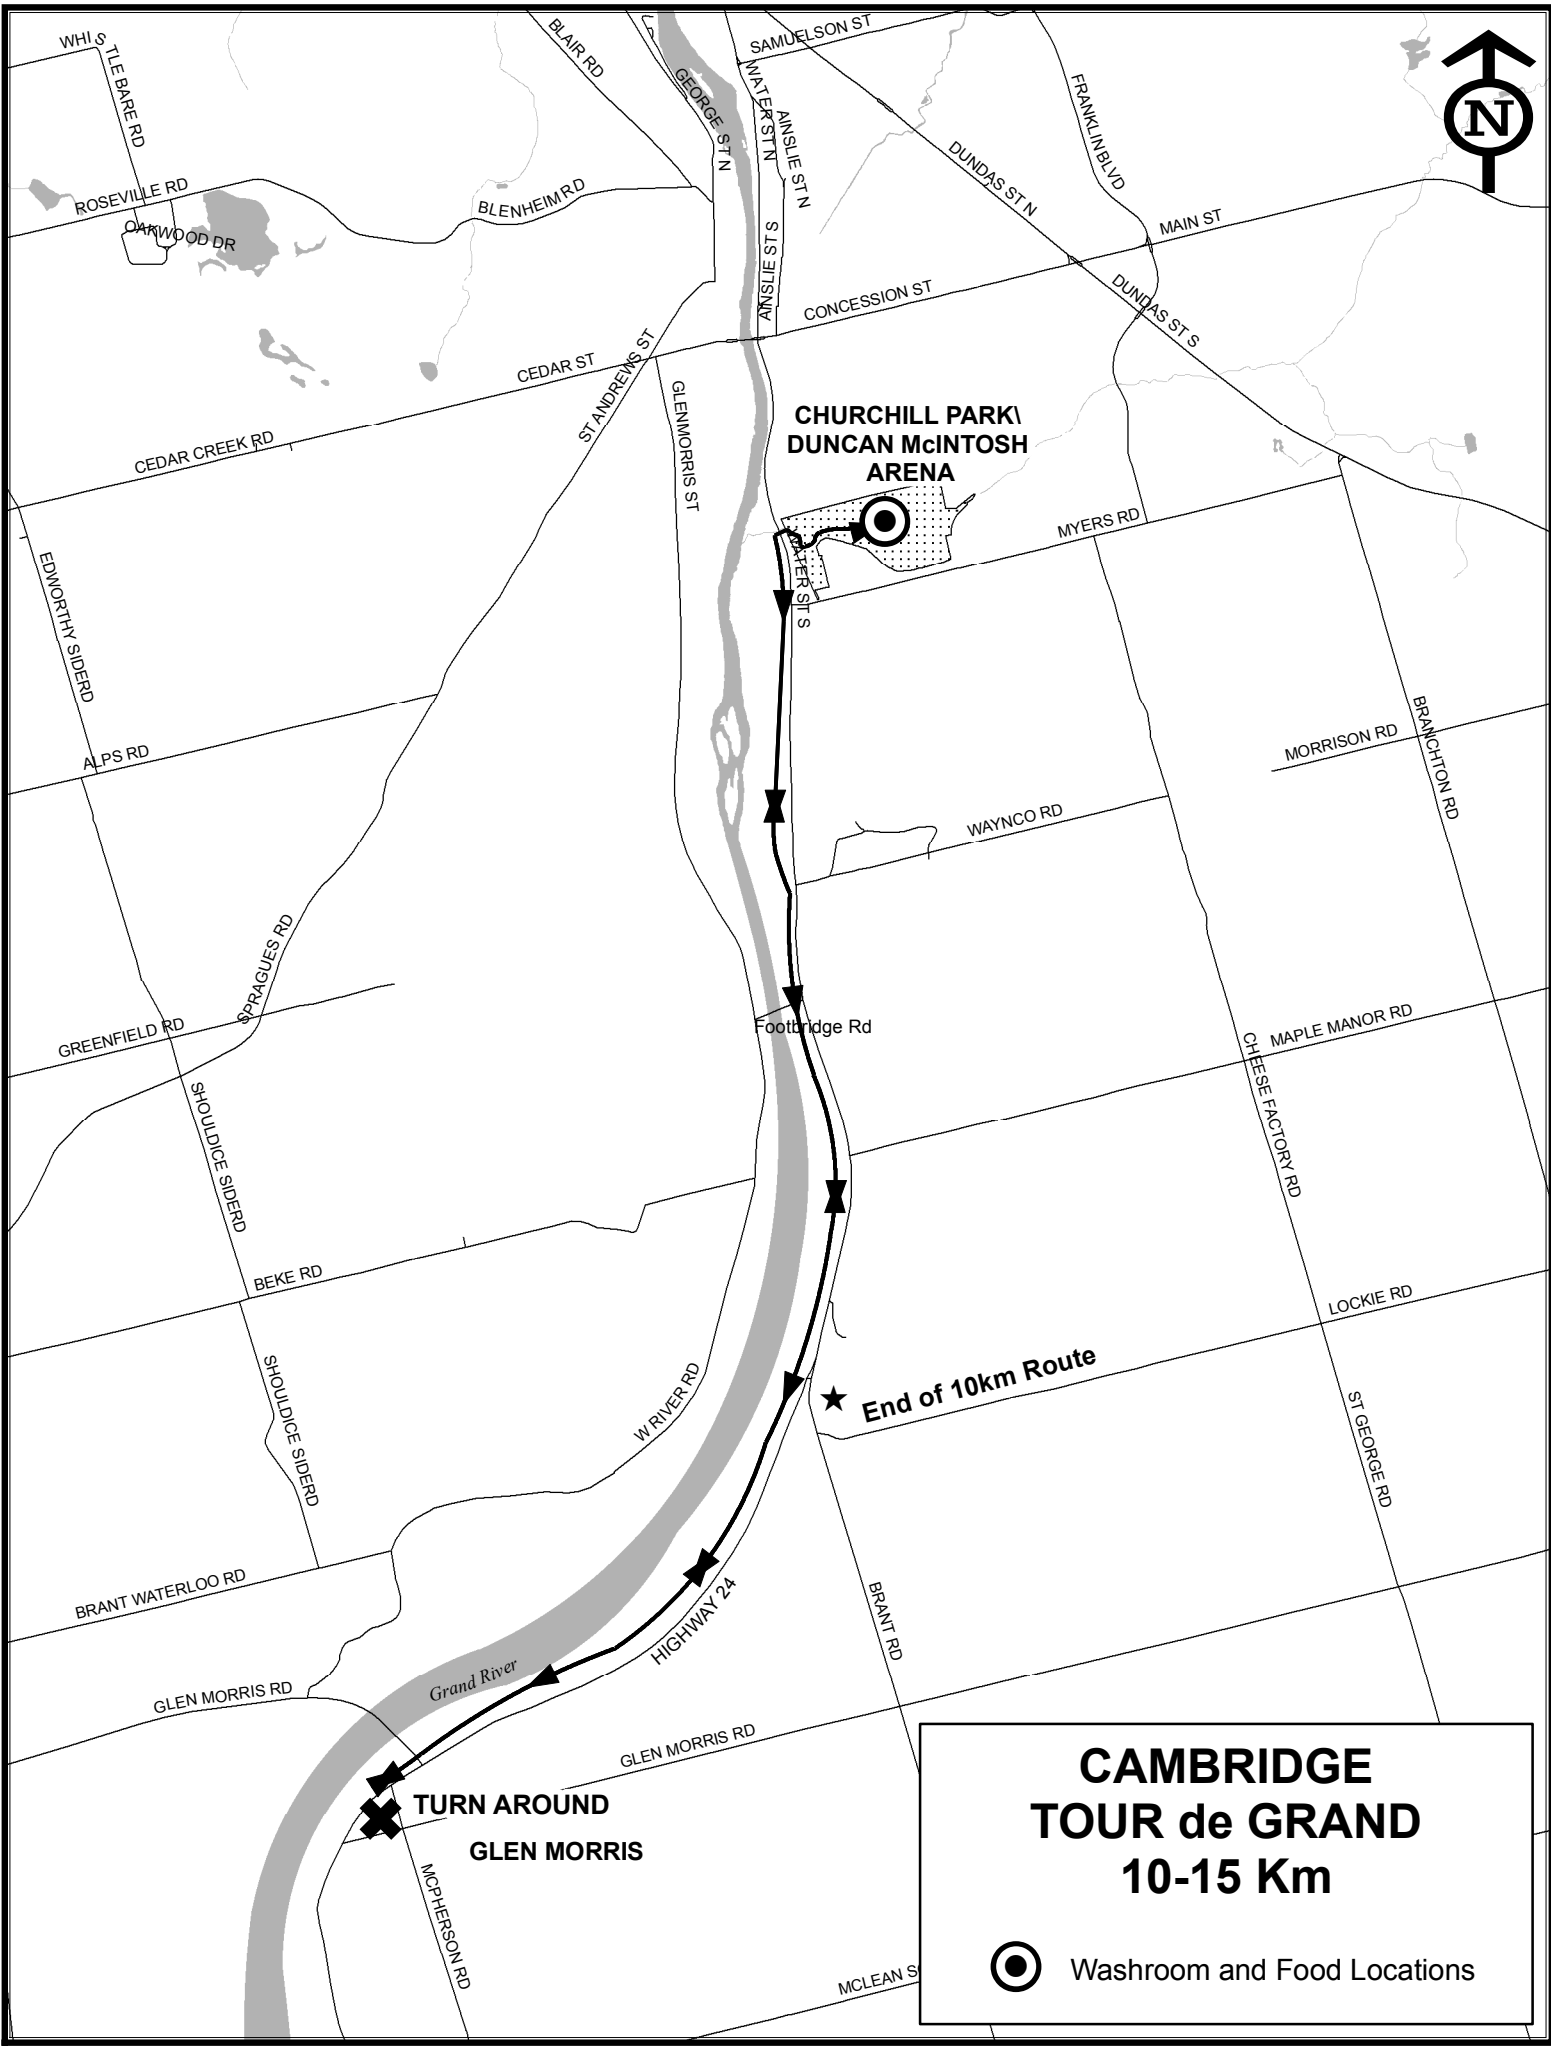 WHISTLE BARE RD
BLAIR RD
SAMUELSON ST
GEORGE ST N
WATER ST N
AINSLIE ST N
FRANKLIN BLVD
N
DUNDAS ST N
ROSEVILLE RD
BLENHEIM RD
OAKWOOD DR
MAIN ST
AINSLIE ST S
CONCESSION ST
DUNDAS ST S
CEDAR ST
ST ANDREWS ST
GLENMORRIS ST
CEDAR CREEK RD
CHURCHILL PARK\
DUNCAN McINTOSH
ARENA
MYERS RD
WATER ST S
EDWORTHY SIDERD
ALPS RD
MORRISON RD
BRANCHTON RD
WAYNCO RD
SPRAGUES RD
GREENFIELD RD
Footbridge Rd
MAPLE MANOR RD
CHEESE FACTORY RD
SHOULDICE SIDERD
BEKE RD
LOCKIE RD
End of 10km Route
SHOULDICE SIDERD
W RIVER RD
ST GEORGE RD
BRANT WATERLOO RD
HIGHWAY 24
BRANT RD
Grand River
GLEN MORRIS RD
GLEN MORRIS RD
TURN AROUND
GLEN MORRIS
MCPHERSON RD
MCLEAN S
CAMBRIDGE
TOUR de GRAND
10-15 Km
Washroom and Food Locations